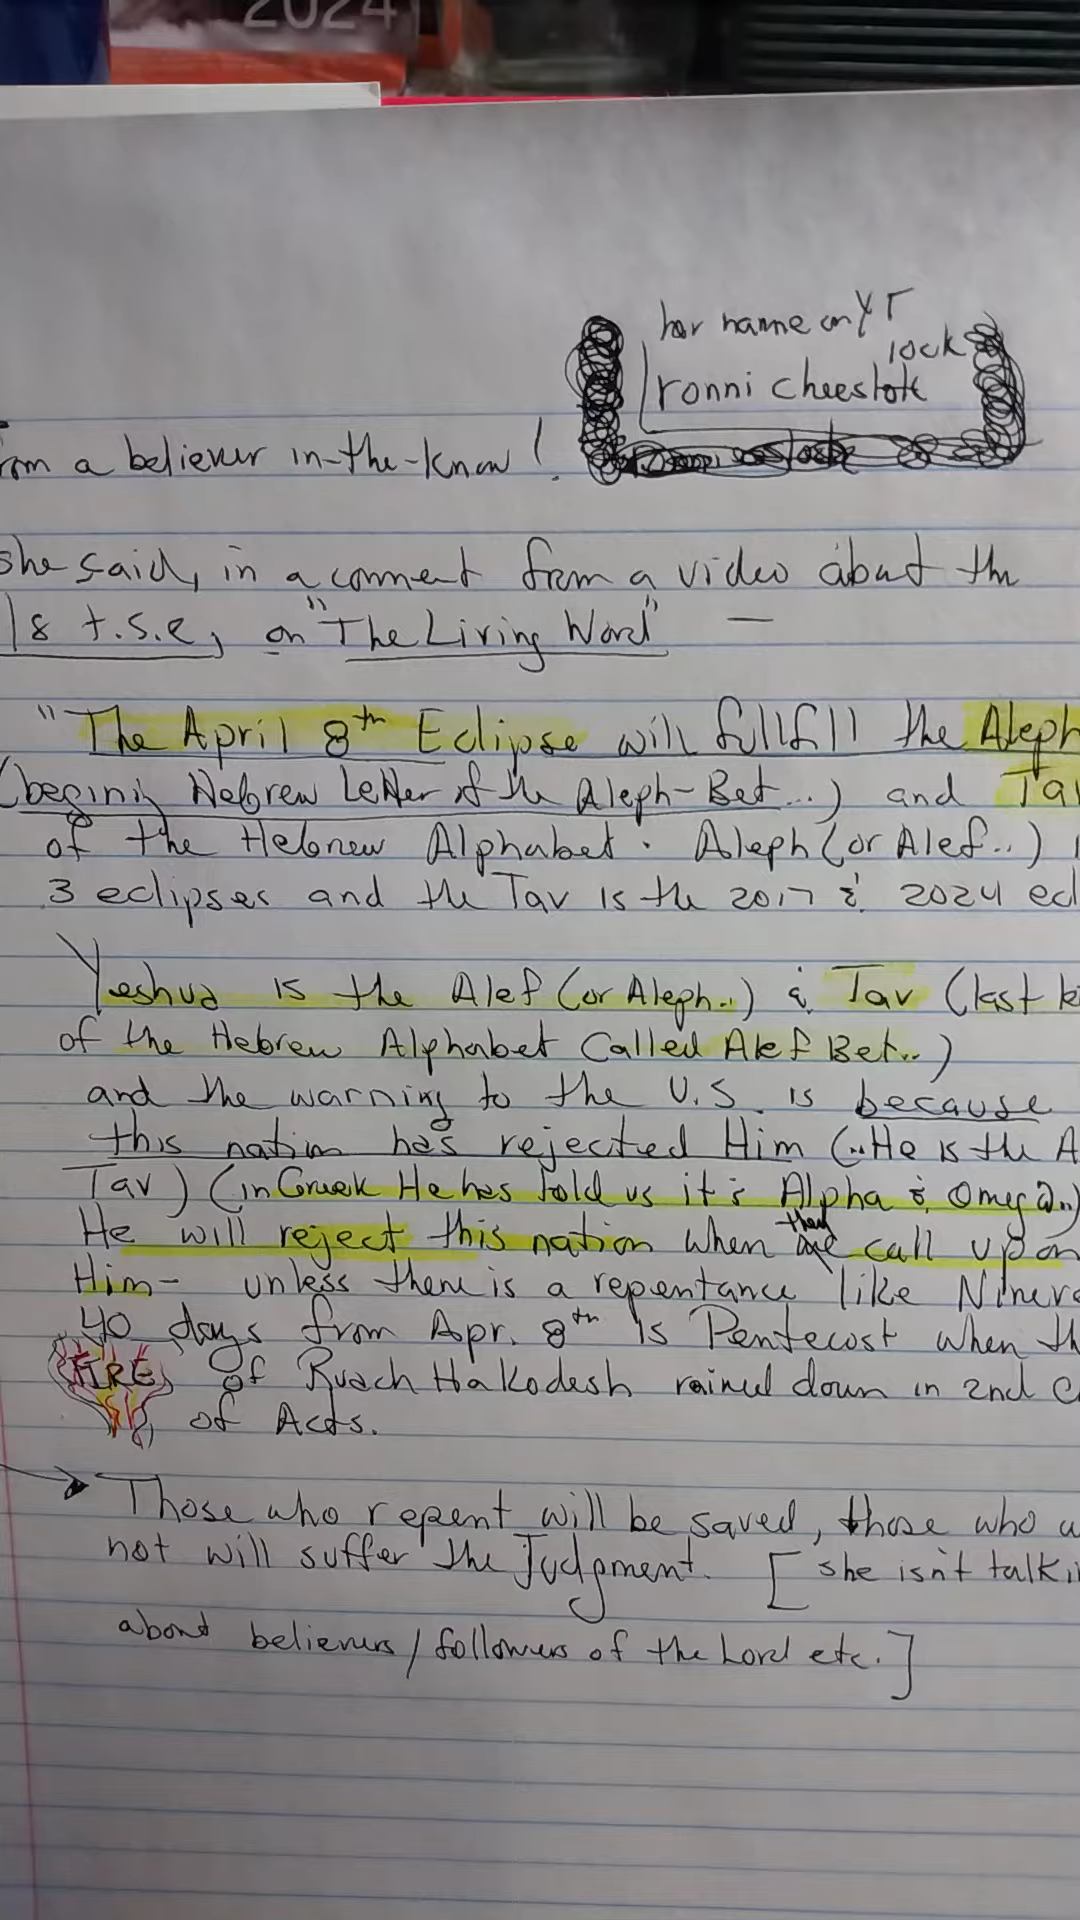 2024
her name on YT
lock
ronni cheestok
from a believer in-the-know!
she said, in a comment from a video about the
18 t.s.e, on "The Living Word" —
"The April 8th Eclipse will fullfill the Aleph
(begining Hebrew Letter of the Aleph-Bet...) and Tav
of the Hebrew Alphabet. Aleph (or Alef..)
3 eclipses and the Tav is the 2017 & 2024 ecl
Yeshua is the Alef (or Aleph..) & Tav (last le
of the Hebrew Alphabet Called Alef Bet..)
and the warning to the U.S. is because
this nation has rejected Him (..He is the A
Tav) (in Greek He has told us it's Alpha & Omega..)
they
He will reject this nation when call upon
Him- unless there is a repentance like Nineve
40 days from Apr. 8th is Pentecost when th
FIRE of Ruach HaKodesh rained down in 2nd C
of Acts.
Those who repent will be saved, those who w
not will suffer the Judgment. [she isn't talki
about believers/followers of the Lord etc.]